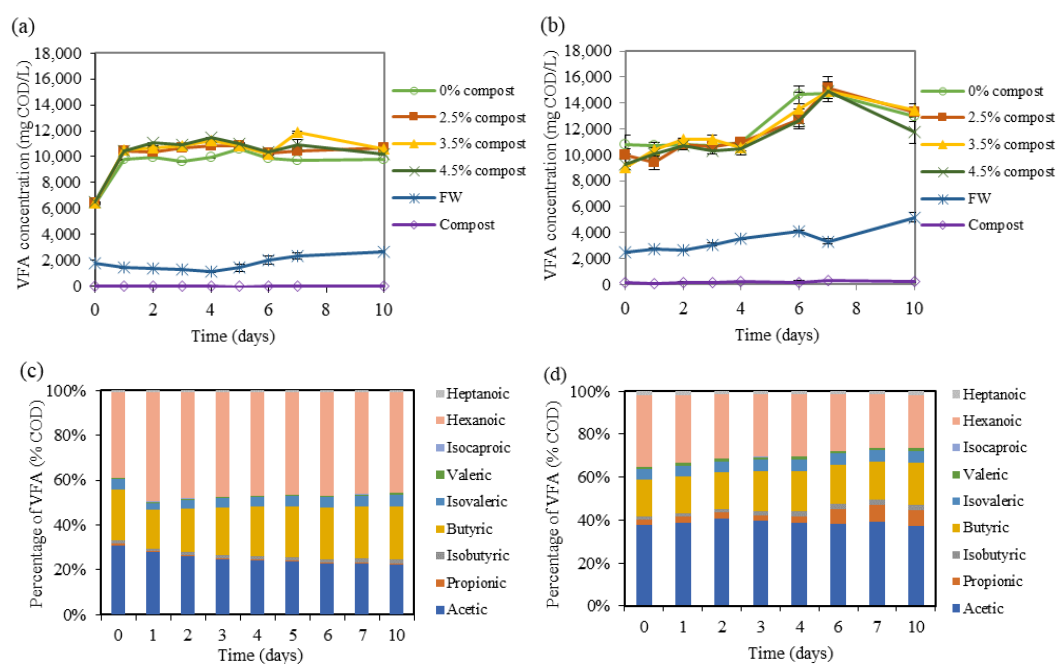 (a)
VFA concentration (mg COD/L)
18,000
16,000
14,000
12,000
10,000
8,000
6,000
4,000
2,000
0
0 2 4 6 8 10
Time (days)
0% compost
2.5% compost
3.5% compost
4.5% compost
FW
Compost
(b)
VFA concentration (mg COD/L)
18,000
16,000
14,000
12,000
10,000
8,000
6,000
4,000
2,000
0
0 2 4 6 8 10
Time (days)
0% compost
2.5% compost
3.5% compost
4.5% compost
FW
Compost
(c)
Percentage of VFA (% COD)
100%
80%
60%
40%
20%
0%
0 1 2 3 4 5 6 7 10
Time (days)
Heptanoic
Hexanoic
Isocaproic
Valeric
Isovaleric
Butyric
Isobutyric
Propionic
Acetic
(d)
Percentage of VFA (% COD)
100%
80%
60%
40%
20%
0%
0 1 2 3 4 6 7 10
Time (days)
Heptanoic
Hexanoic
Isocaproic
Valeric
Isovaleric
Butyric
Isobutyric
Propionic
Acetic